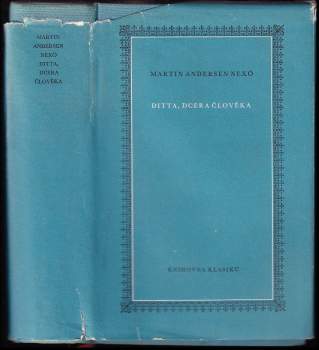 MARTIN
ANDERSEN
NEXÖ
DITTA,
DCERA
ČLOVĚKA
MARTIN ANDERSEN NEXÖ
DITTA, DCERA ČLOVĚKA
KNIHOVNA KLASIKŮ